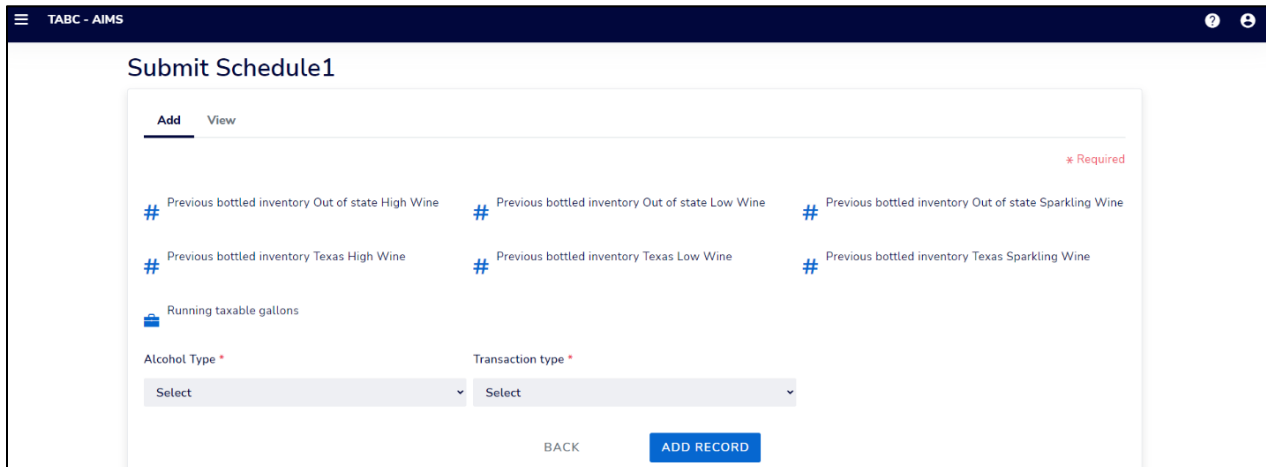 TABC - AIMS
Submit Schedule1
Add View
* Required
Previous bottled inventory Out of state High Wine
Previous bottled inventory Out of state Low Wine
Previous bottled inventory Out of state Sparkling Wine
Previous bottled inventory Texas High Wine
Previous bottled inventory Texas Low Wine
Previous bottled inventory Texas Sparkling Wine
Running taxable gallons
Alcohol Type *
Transaction type *
Select
Select
BACK
ADD RECORD